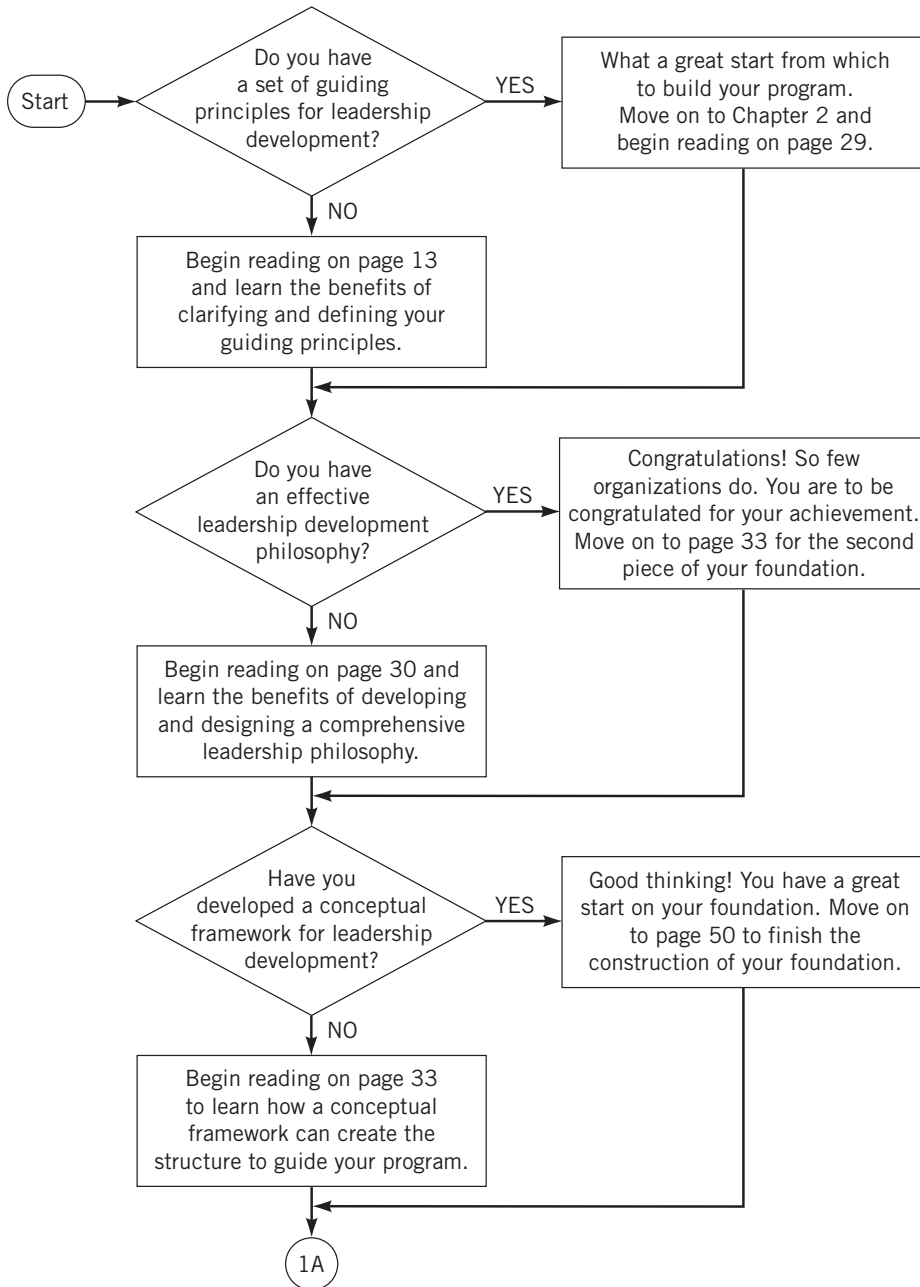 Start
Do you have
a set of guiding
principles for leadership
development?
YES
What a great start from which
to build your program.
Move on to Chapter 2 and
begin reading on page 29.
NO
Begin reading on page 13
and learn the benefits of
clarifying and defining your
guiding principles.
Do you have
an effective
leadership development
philosophy?
YES
Congratulations! So few
organizations do. You are to be
congratulated for your achievement.
Move on to page 33 for the second
piece of your foundation.
NO
Begin reading on page 30 and
learn the benefits of developing
and designing a comprehensive
leadership philosophy.
Have you
developed a conceptual
framework for leadership
development?
YES
Good thinking! You have a great
start on your foundation. Move on
to page 50 to finish the
construction of your foundation.
NO
Begin reading on page 33
to learn how a conceptual
framework can create the
structure to guide your program.
1A